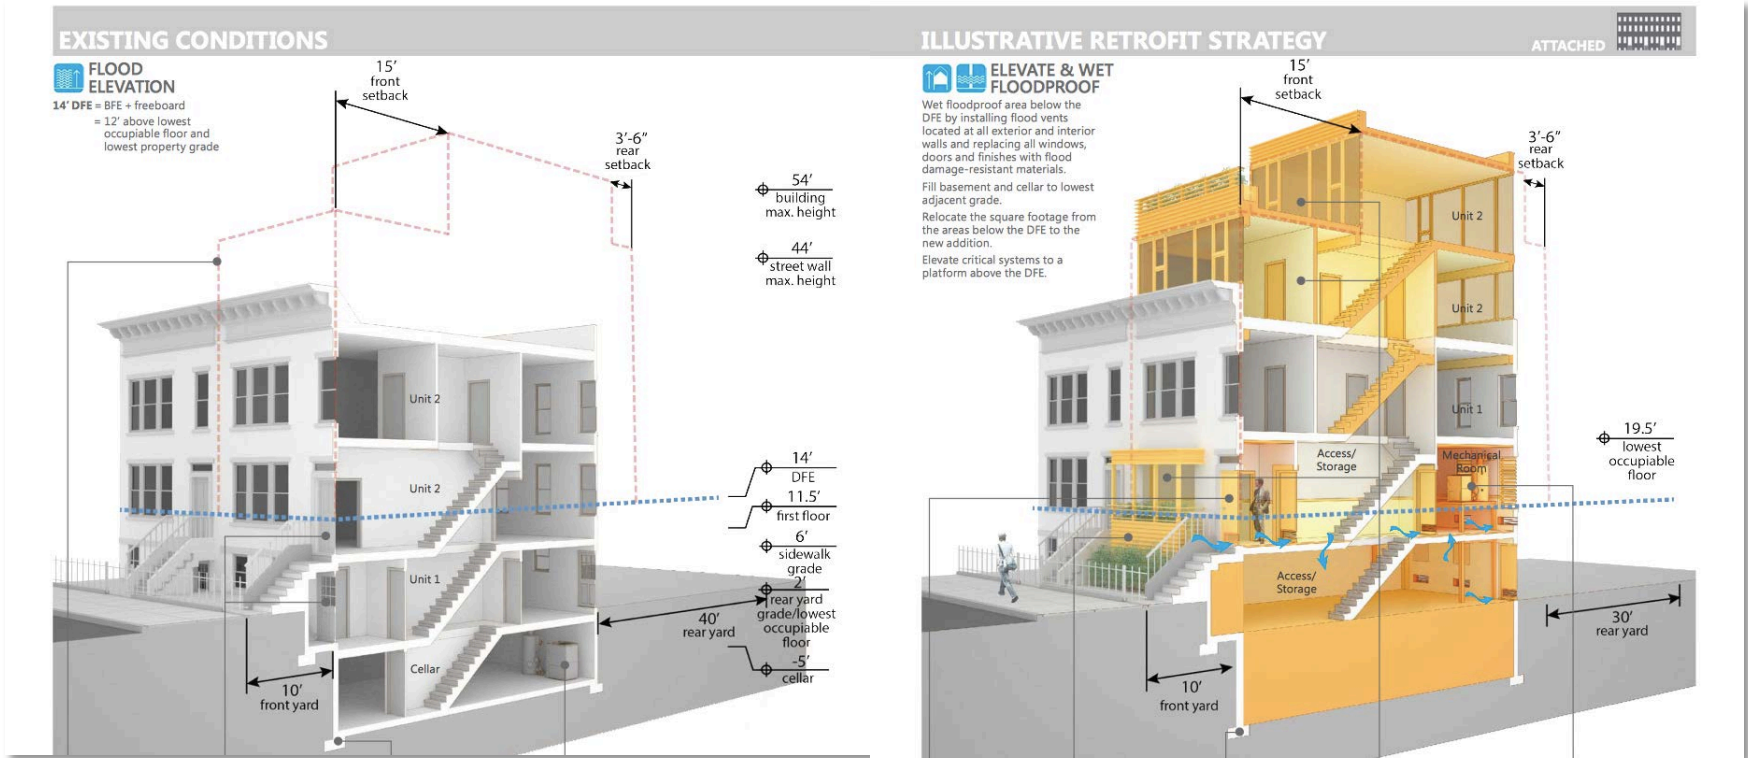 EXISTING CONDITIONS
FLOOD
ELEVATION
14' DFE = BFE + freeboard
= 12' above lowest
occupiable floor and
lowest property grade
15'
front
setback
3'-6"
rear
setback
54'
building
max. height
44'
street wall
max. height
Unit 2
Unit 2
Unit 1
Cellar
14'
DFE
11.5'
first floor
6'
sidewalk
grade
2'
rear yard
grade/lowest
occupiable
floor
-5'
cellar
40'
rear yard
10'
front yard
ILLUSTRATIVE RETROFIT STRATEGY
ATTACHED
ELEVATE & WET
FLOODPROOF
Wet floodproof area below the
DFE by installing flood vents
located at all exterior and interior
walls and replacing all windows,
doors and finishes with flood
damage-resistant materials.
Fill basement and cellar to lowest
adjacent grade.
Relocate the square footage from
the areas below the DFE to the
new addition.
Elevate critical systems to a
platform above the DFE.
15'
front
setback
3'-6"
rear
setback
Unit 2
Unit 2
Unit 1
Access/
Storage
Mechanical
Room
Access/
Storage
19.5'
lowest
occupiable
floor
30'
rear yard
10'
front yard